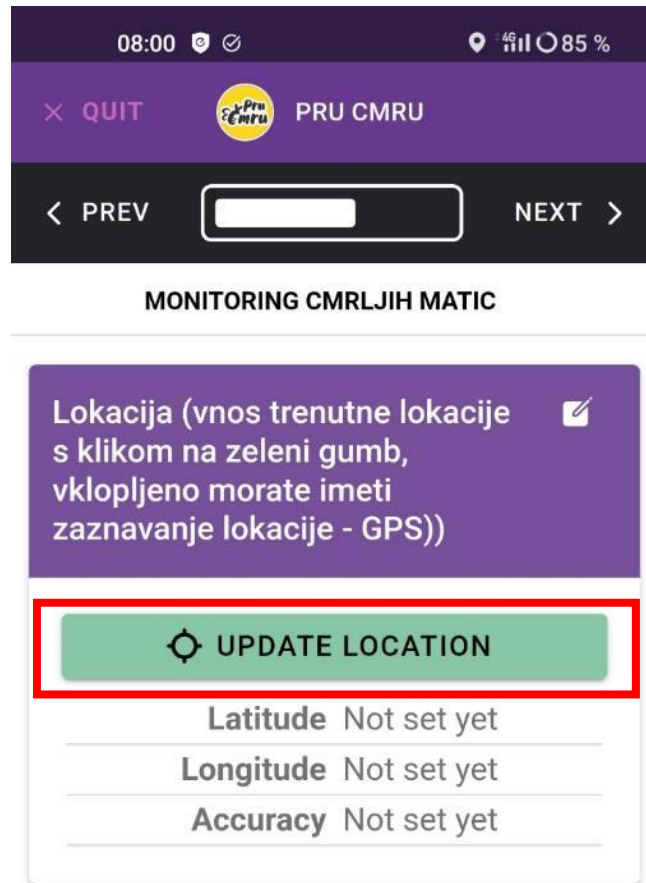 08:00 4G 85 %
× QUIT Pru Cmru PRU CMRU
< PREV NEXT >
MONITORING CMRLJIH MATIC
Lokacija (vnos trenutne lokacije
s klikom na zeleni gumb,
vklopljeno morate imeti
zaznavanje lokacije - GPS))
UPDATE LOCATION
Latitude Not set yet
Longitude Not set yet
Accuracy Not set yet